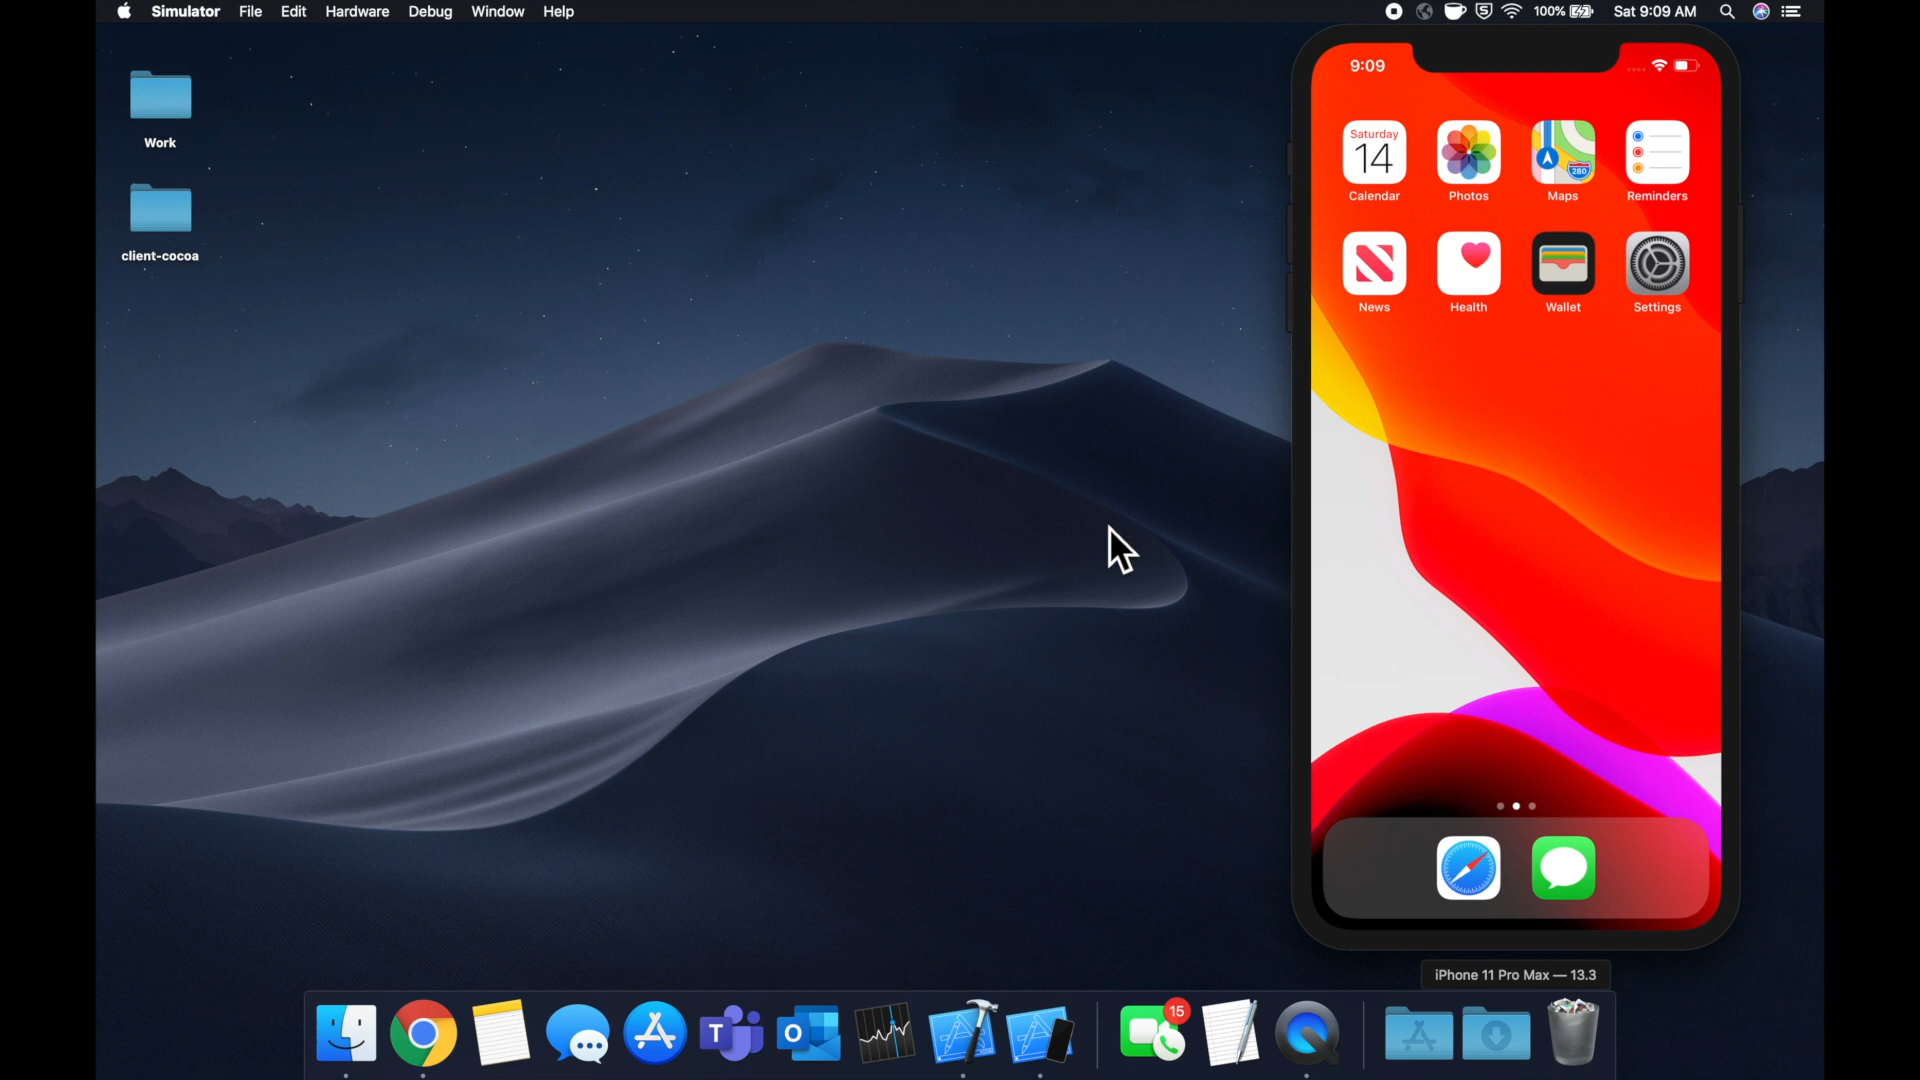 Simulator File Edit Hardware Debug Window Help
100% Sat 9:09 AM
Work
client-cocoa
9:09
Saturday
14
280
Calendar Photos Maps Reminders
News Health Wallet Settings
iPhone 11 Pro Max — 13.3
T
O
15